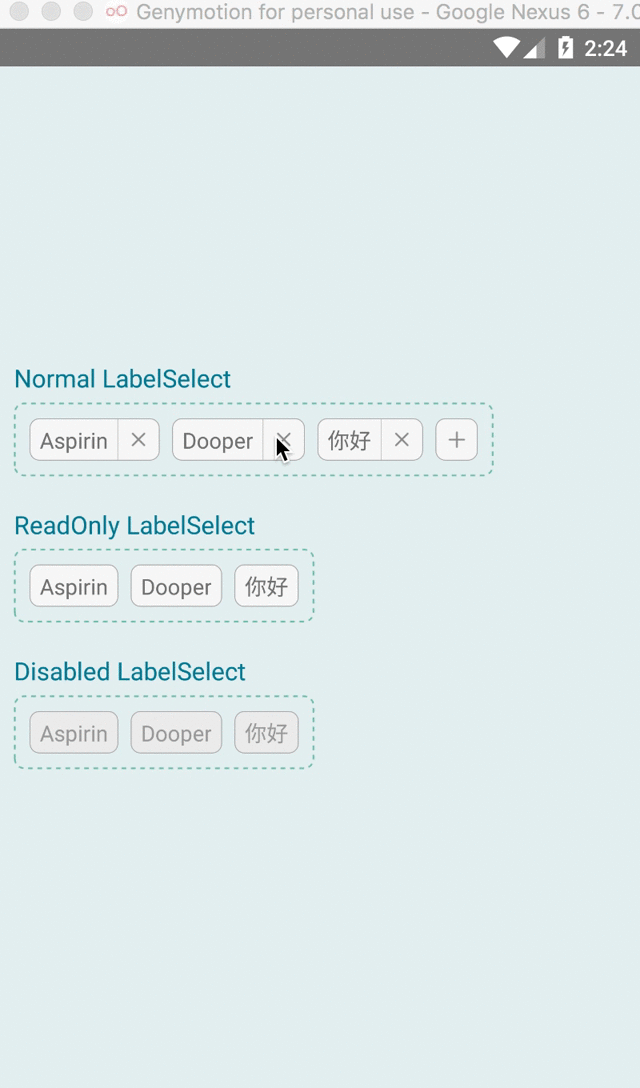 Genymotion for personal use - Google Nexus 6 - 7.0
2:24
Normal LabelSelect
Aspirin Dooper 你好
ReadOnly LabelSelect
Aspirin Dooper 你好
Disabled LabelSelect
Aspirin Dooper 你好